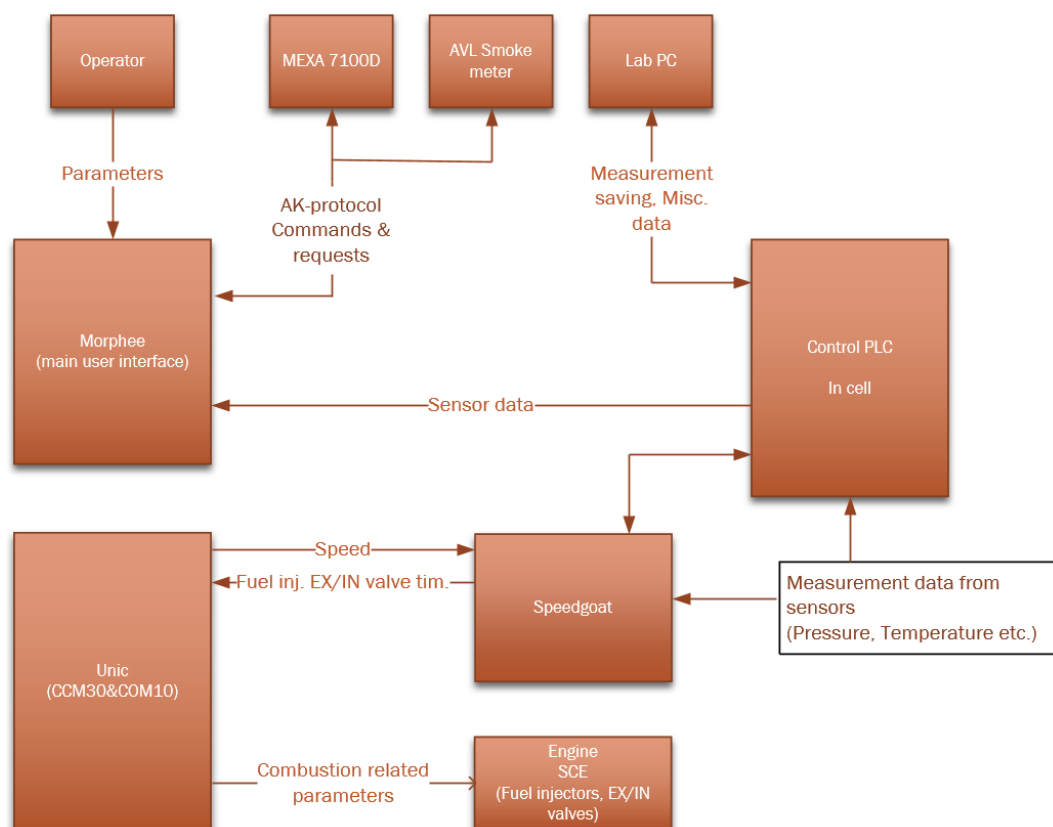 Operator
MEXA 7100D
AVL Smoke
meter
Lab PC
Parameters
AK-protocol
Commands &
requests
Measurement
saving, Misc.
data
Morphee
(main user interface)
Control PLC
In cell
Sensor data
Speed
Fuel inj. EX/IN valve tim.
Speedgoat
Measurement data from
sensors
(Pressure, Temperature etc.)
Unic
(CCM30&COM10)
Combustion related
parameters
Engine
SCE
(Fuel injectors, EX/IN
valves)